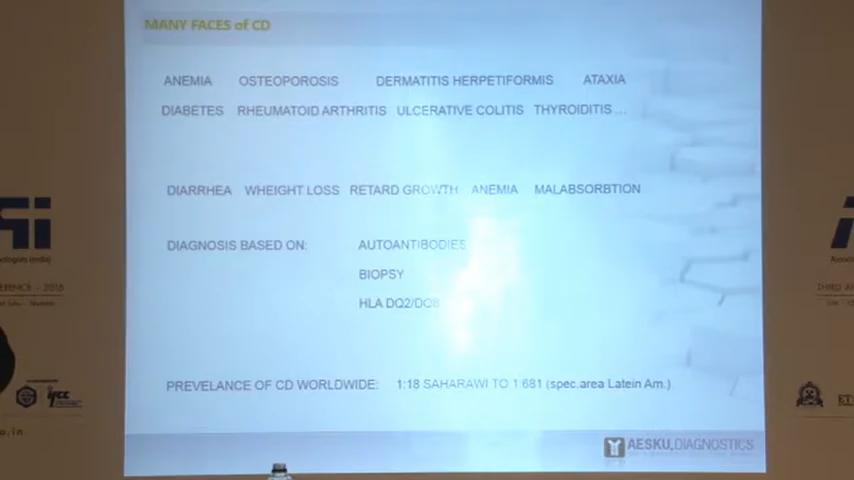 MANY FACES of CD
ANEMIA OSTEOPOROSIS DERMATITIS HERPETIFORMIS ATAXIA
DIABETES RHEUMATOID ARTHRITIS ULCERATIVE COLITIS THYROIDITIS ...
DIARRHEA WHEIGHT LOSS RETARD GROWTH ANEMIA MALABSORBTION
DIAGNOSIS BASED ON: AUTOANTIBODIES
BIOPSY
HLA DQ2/DQ8
PREVELANCE OF CD WORLDWIDE: 1:18 SAHARAWI TO 1:681 (spec.area Latein Am.)
AESKU.DIAGNOSTICS
THIRD